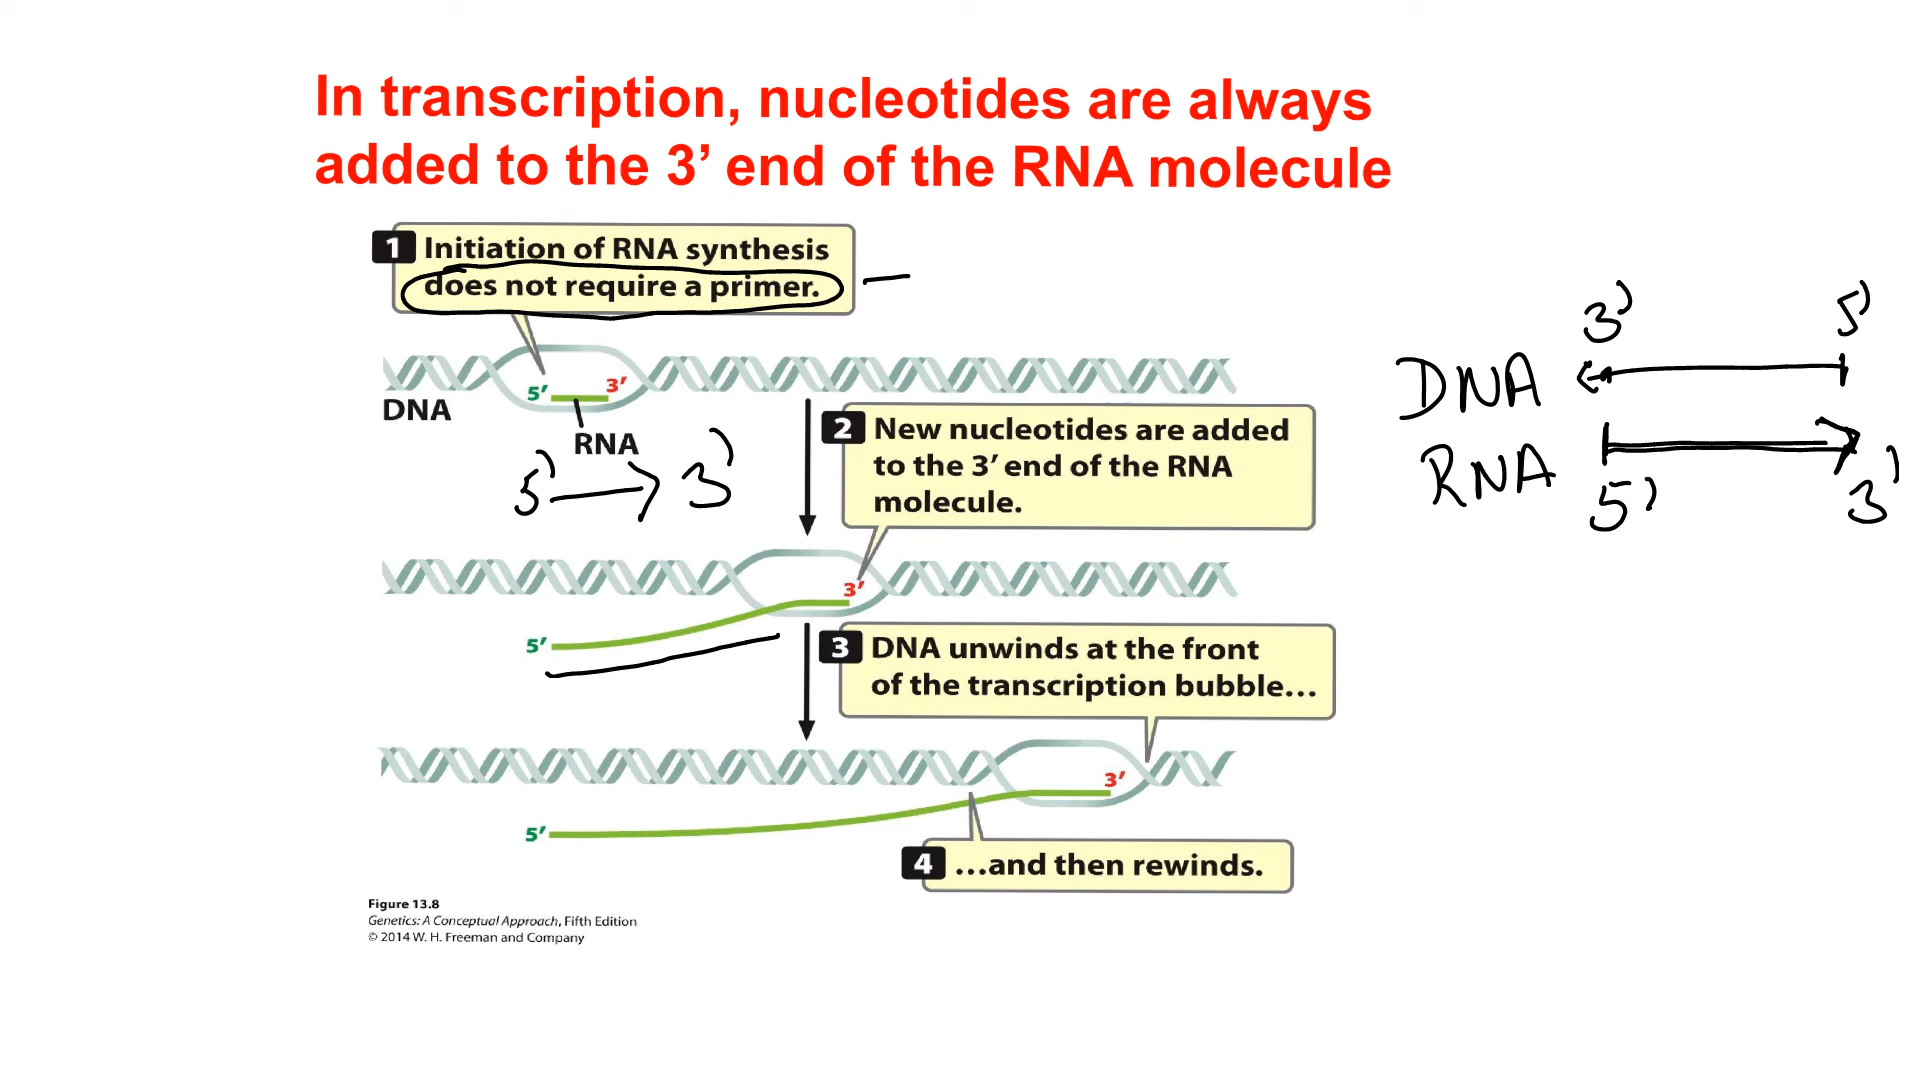 In transcription, nucleotides are always
added to the 3’ end of the RNA molecule
1 Initiation of RNA synthesis
does not require a primer.
5′ 3′
DNA
RNA
5' 3'
2 New nucleotides are added
to the 3′ end of the RNA
molecule.
3' 5'
DNA
RNA
5' 3'
3′
5′
3 DNA unwinds at the front
of the transcription bubble…
3′
5′
4 …and then rewinds.
Figure 13.8
Genetics: A Conceptual Approach, Fifth Edition
© 2014 W. H. Freeman and Company